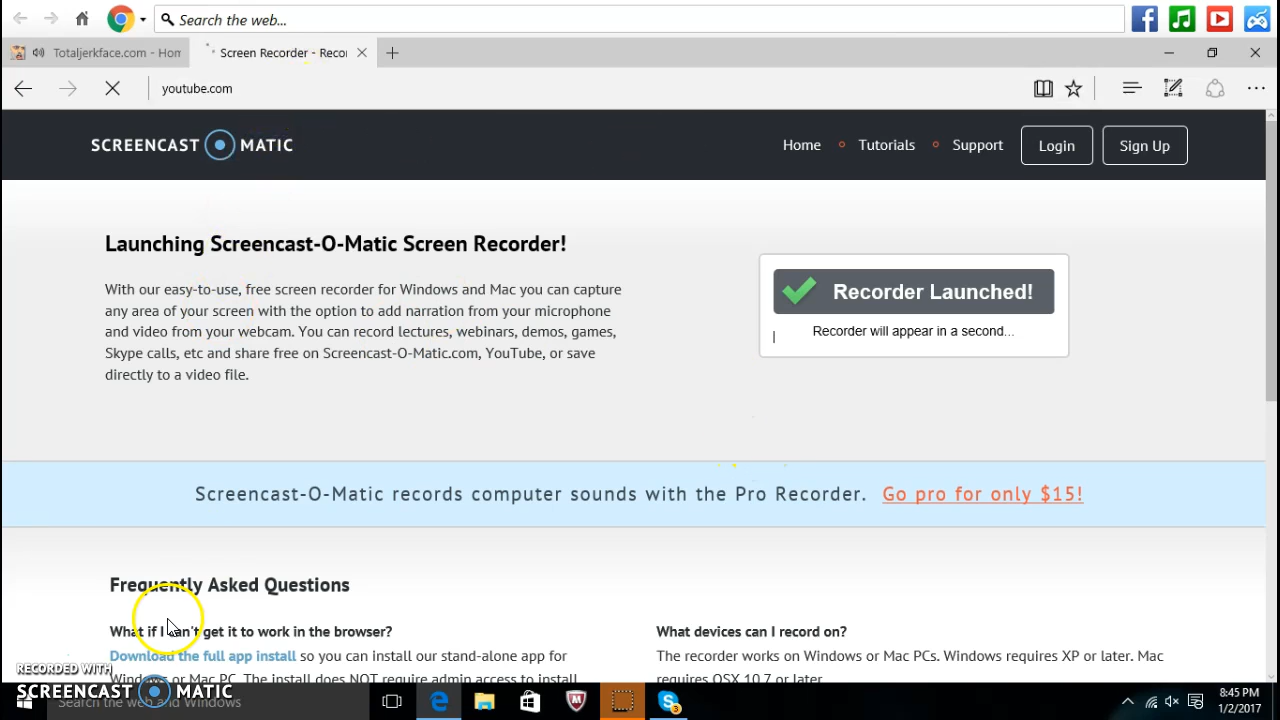 Search the web...
Totaljerkface.com - Hom
Screen Recorder - Recor
youtube.com
SCREENCAST MATIC
Home
Tutorials
Support
Login
Sign Up
Launching Screencast-O-Matic Screen Recorder!
With our easy-to-use, free screen recorder for Windows and Mac you can capture
any area of your screen with the option to add narration from your microphone
and video from your webcam. You can record lectures, webinars, demos, games,
Skype calls, etc and share free on Screencast-O-Matic.com, YouTube, or save
directly to a video file.
Recorder Launched!
Recorder will appear in a second...
Screencast-O-Matic records computer sounds with the Pro Recorder. Go pro for only $15!
Frequently Asked Questions
What if I can't get it to work in the browser?
Download the full app install so you can install our stand-alone app for
Windows or Mac PC. The install does NOT require admin access to install
What devices can I record on?
The recorder works on Windows or Mac PCs. Windows requires XP or later. Mac
requires OSX 10.7 or later.
RECORDED WITH
SCREENCAST MATIC
Search the web and Windows
3
8:45 PM
1/2/2017